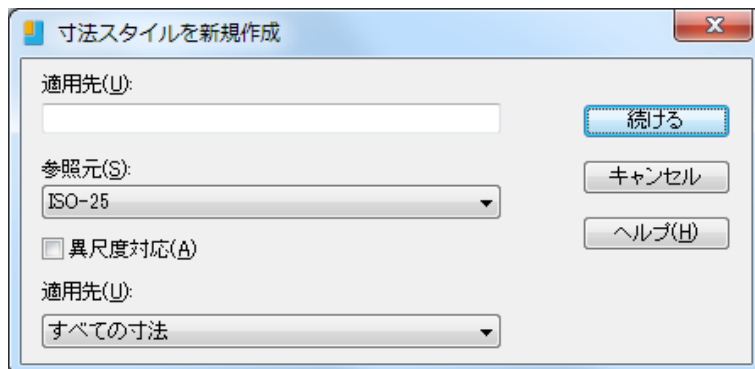 寸法スタイルを新規作成
適用先(U):
続ける
参照元(S):
キャンセル
ISO-25
ヘルプ(H)
異尺度対応(A)
適用先(U):
すべての寸法